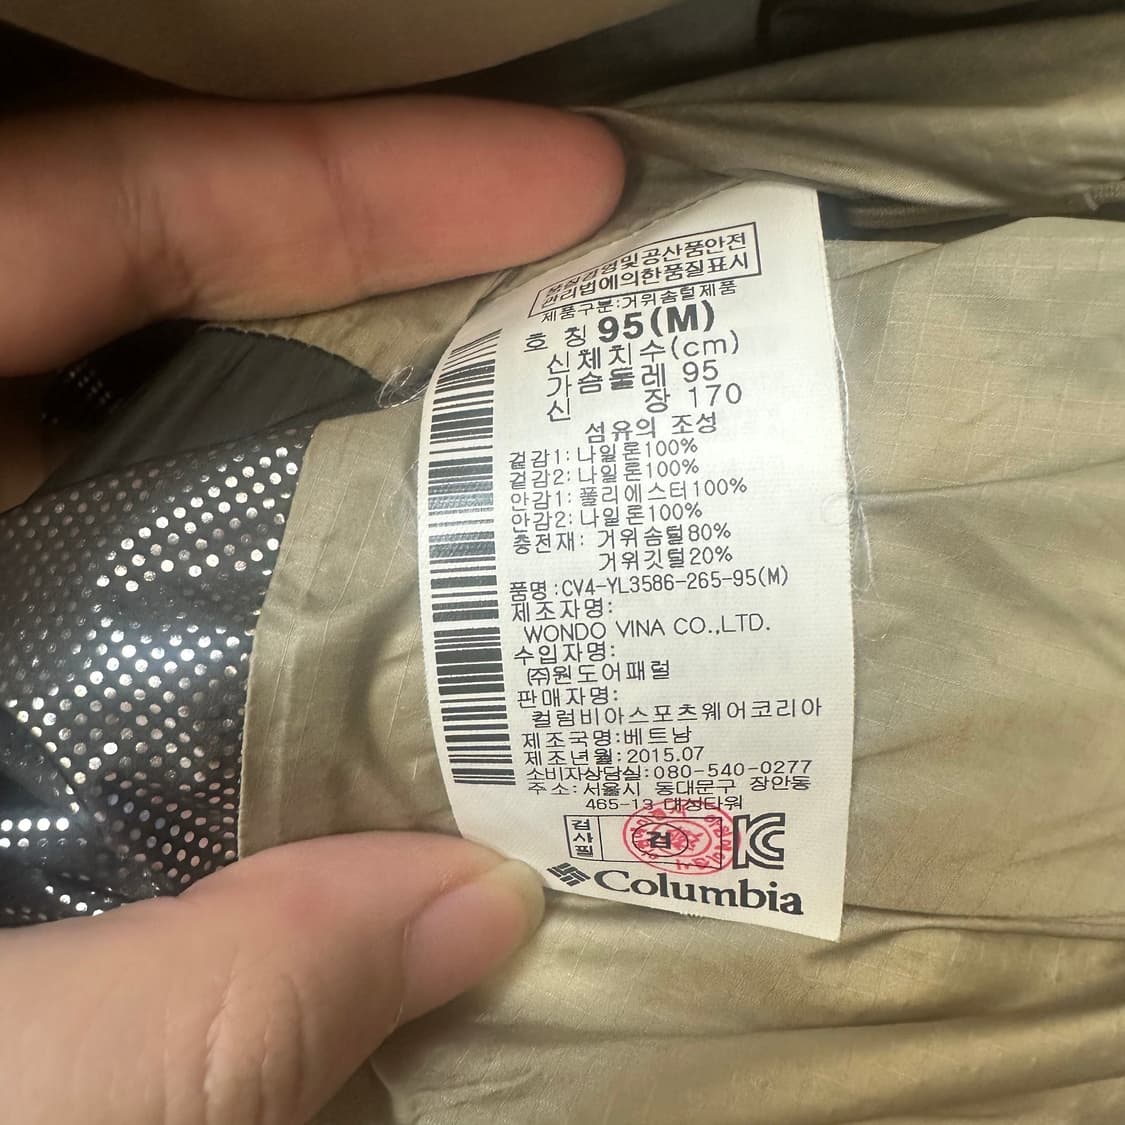 품질경영및공산품안전
관리법에의한품질표시
제품구분:거위솜털제품
호 칭 95(M)
신체치수(cm)
가슴둘레 95
신 장 170
섬유의 조성
겉감1: 나일론100%
겉감2: 나일론100%
안감1: 폴리에스터100%
안감2: 나일론100%
충전재: 거위솜털80%
거위깃털20%
품명:CV4-YL3586-265-95(M)
제조자명:
WONDO VINA CO.,LTD.
수입자명:
㈜원도어패럴
판매자명:
컬럼비아스포츠웨어코리아
제조국명:베트남
제조년월:2015.07
소비자상담실:080-540-0277
주소:서울시 동대문구 장안동
465-13 대성타워
검사필
검
KC
Columbia